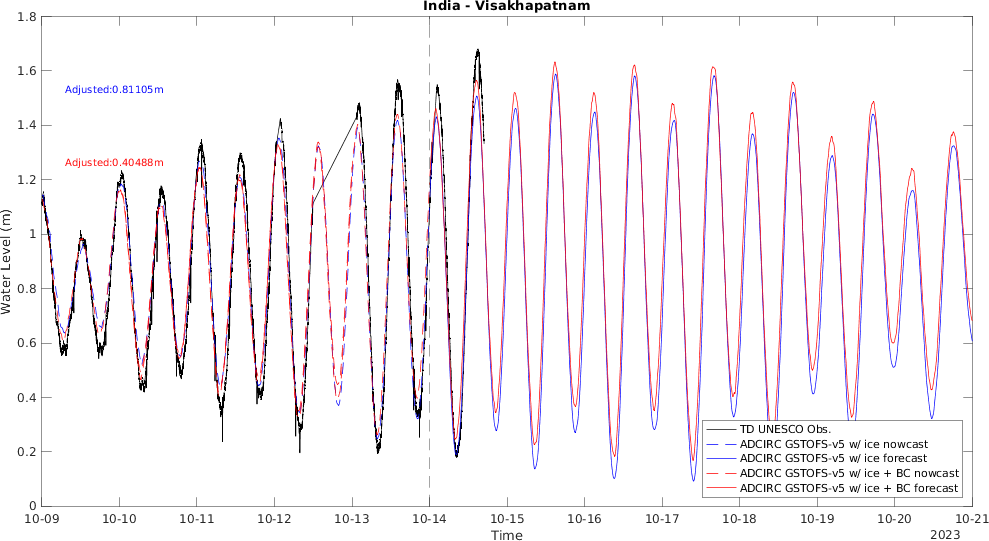 India - Visakhapatnam
1.8
1.6
1.4
1.2
1
0.8
0.6
0.4
0.2
0
Water Level (m)
Adjusted:0.81105m
Adjusted:0.40488m
TD UNESCO Obs.
ADCIRC GSTOFS-v5 w/ ice nowcast
ADCIRC GSTOFS-v5 w/ ice forecast
ADCIRC GSTOFS-v5 w/ ice + BC nowcast
ADCIRC GSTOFS-v5 w/ ice + BC forecast
10-09 10-10 10-11 10-12 10-13 10-14 10-15 10-16 10-17 10-18 10-19 10-20 10-21
Time
2023